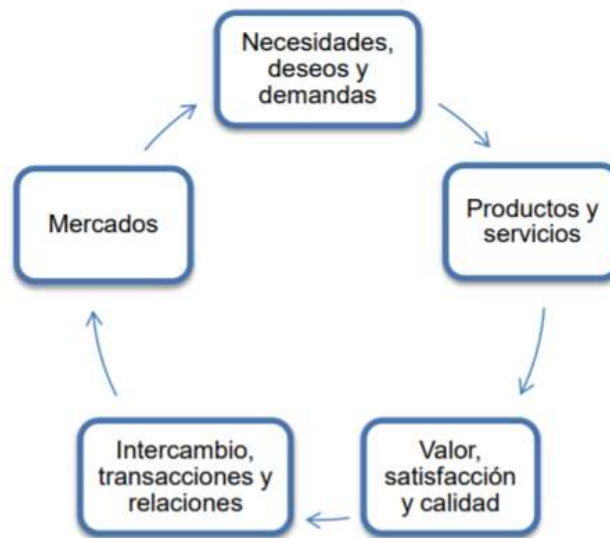 Necesidades,
deseos y
demandas
Productos y
servicios
Valor,
satisfacción
y calidad
Intercambio,
transacciones y
relaciones
Mercados